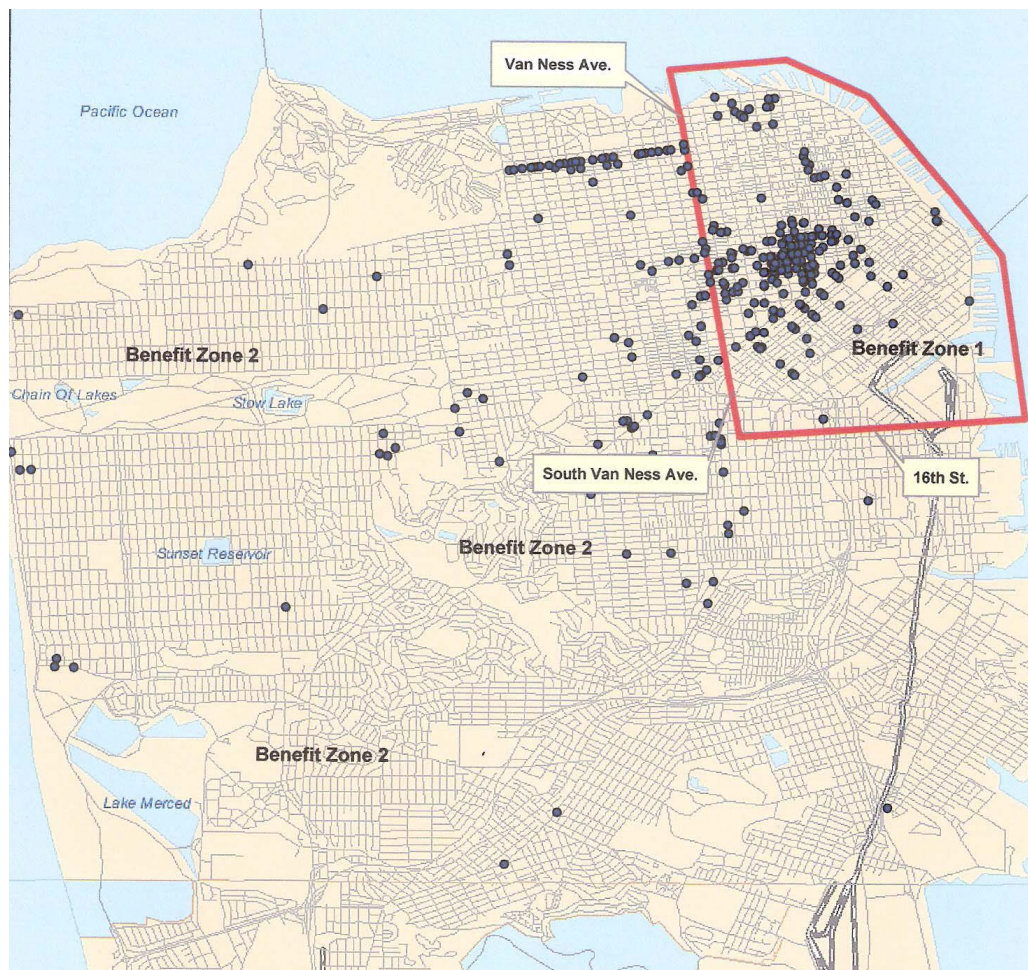 Van Ness Ave.
Pacific Ocean
Benefit Zone 2
Benefit Zone 1
Chain Of Lakes
Stow Lake
South Van Ness Ave.
16th St.
Sunset Reservoir
Benefit Zone 2
Benefit Zone 2
Lake Merced